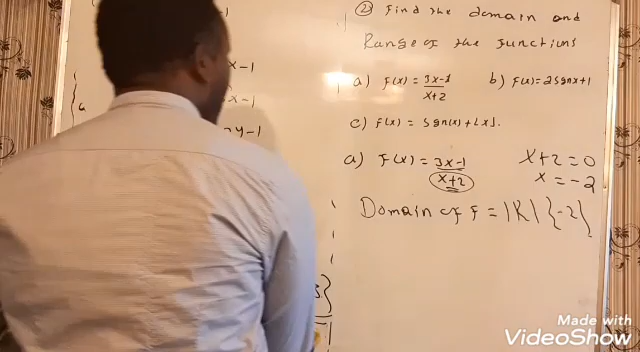 ② Find the domain and
Range of the functions
a) f(x) = 3x-1/x+2 b) f(x) = 2sgnx+1
c) f(x) = sgn(x) + [x].
a) f(x) = 3x-1/x+2 x+2 = 0
x = -2
Domain of f = IR \ {-2}
x-1
x-1
y-1
Made with
VideoShow